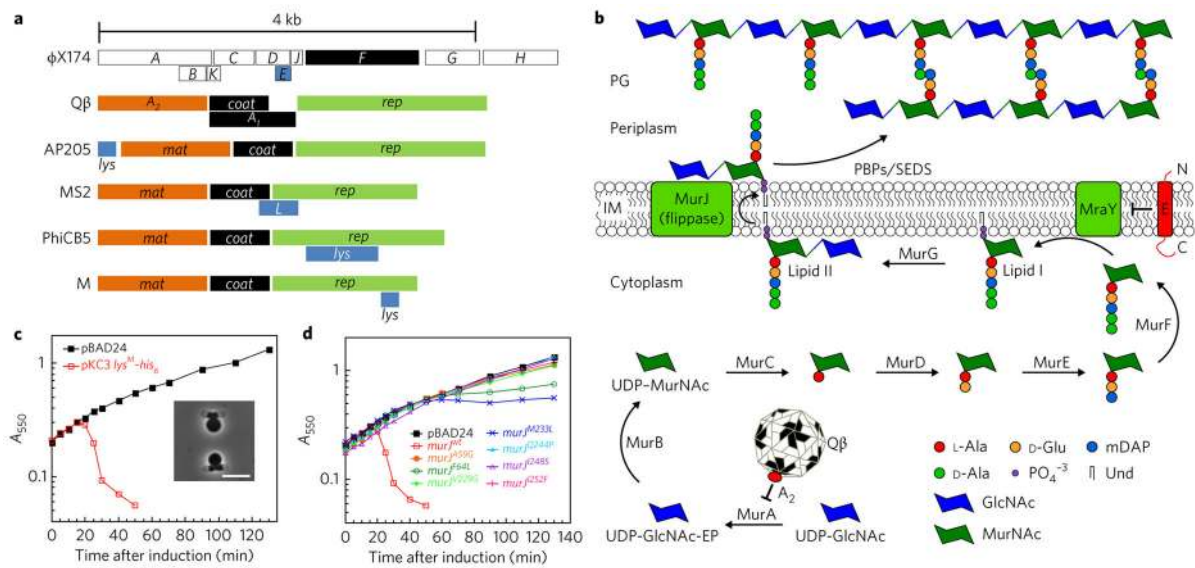 a
4 kb
φX174
A
C
D
J
F
G
H
B
K
E
Qβ
A2
coat
rep
A1
AP205
mat
coat
rep
lys
MS2
mat
coat
rep
L
PhiCB5
mat
coat
rep
lys
M
mat
coat
rep
lys
b
PG
Periplasm
PBPs/SEDS
N
IM
MurJ
(flippase)
MraY
E
C
Lipid II
MurG
Lipid I
Cytoplasm
MurF
MurC
MurD
MurE
UDP-MurNAc
MurB
Qβ
A2
MurA
UDP-GlcNAc-EP
UDP-GlcNAc
L-Ala
D-Glu
mDAP
D-Ala
PO4−3
Und
GlcNAc
MurNAc
c
pBAD24
pKC3 lysM–his6
A550
1
0.1
0 20 40 60 80 100 120
Time after induction (min)
d
A550
1
0.1
pBAD24
murJwt
murJA59G
murJF64L
murJV229G
murJM233L
murJQ244P
murJI248S
murJI252F
0 20 40 60 80 100 120 140
Time after induction (min)